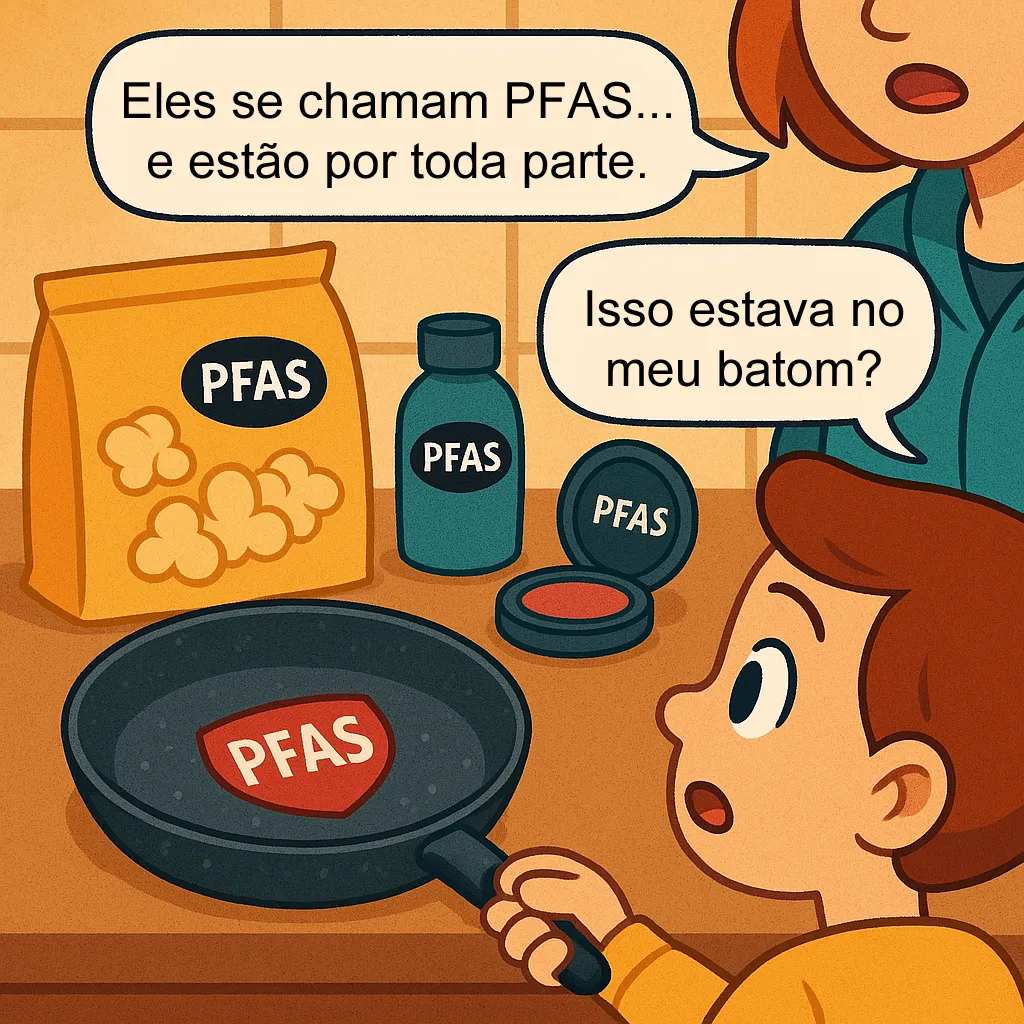 Eles se chamam PFAS...
e estão por toda parte.
Isso estava no
meu batom?
PFAS
PFAS
PFAS
PFAS